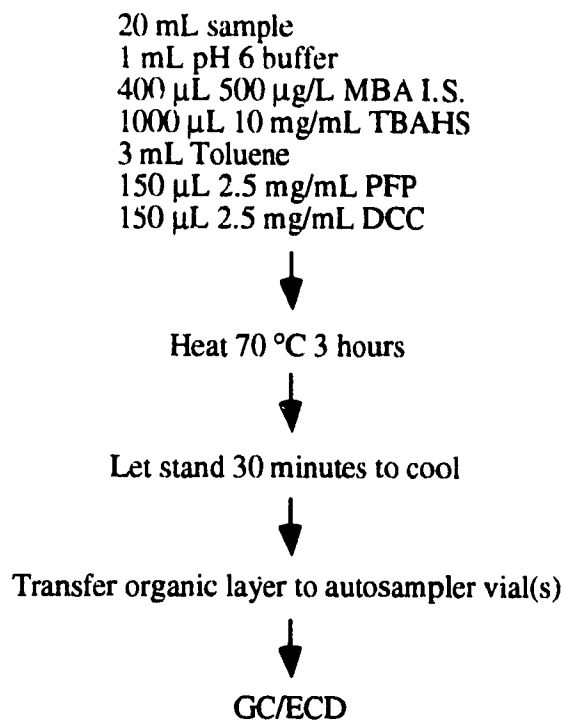 20 mL sample
1 mL pH 6 buffer
400 µL 500 µg/L MBA I.S.
1000 µL 10 mg/mL TBAHS
3 mL Toluene
150 µL 2.5 mg/mL PFP
150 µL 2.5 mg/mL DCC
Heat 70 °C 3 hours
Let stand 30 minutes to cool
Transfer organic layer to autosampler vial(s)
GC/ECD